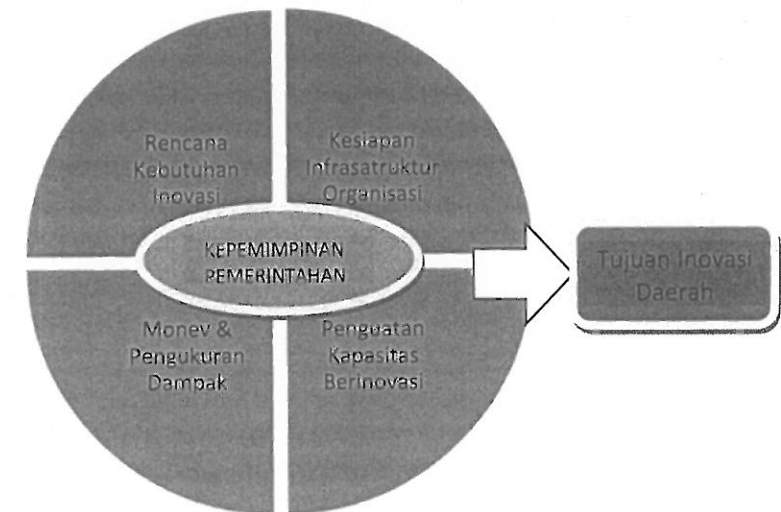 Rencana
Kebutuhan
Inovasi
Kesiapan
Infrasatruktur
Organisasi
KEPEMIMPINAN
PEMERINTAHAN
Tujuan Inovasi
Daerah
Monev &
Pengukuran
Dampak
Penguatan
Kapasitas
Berinovasi